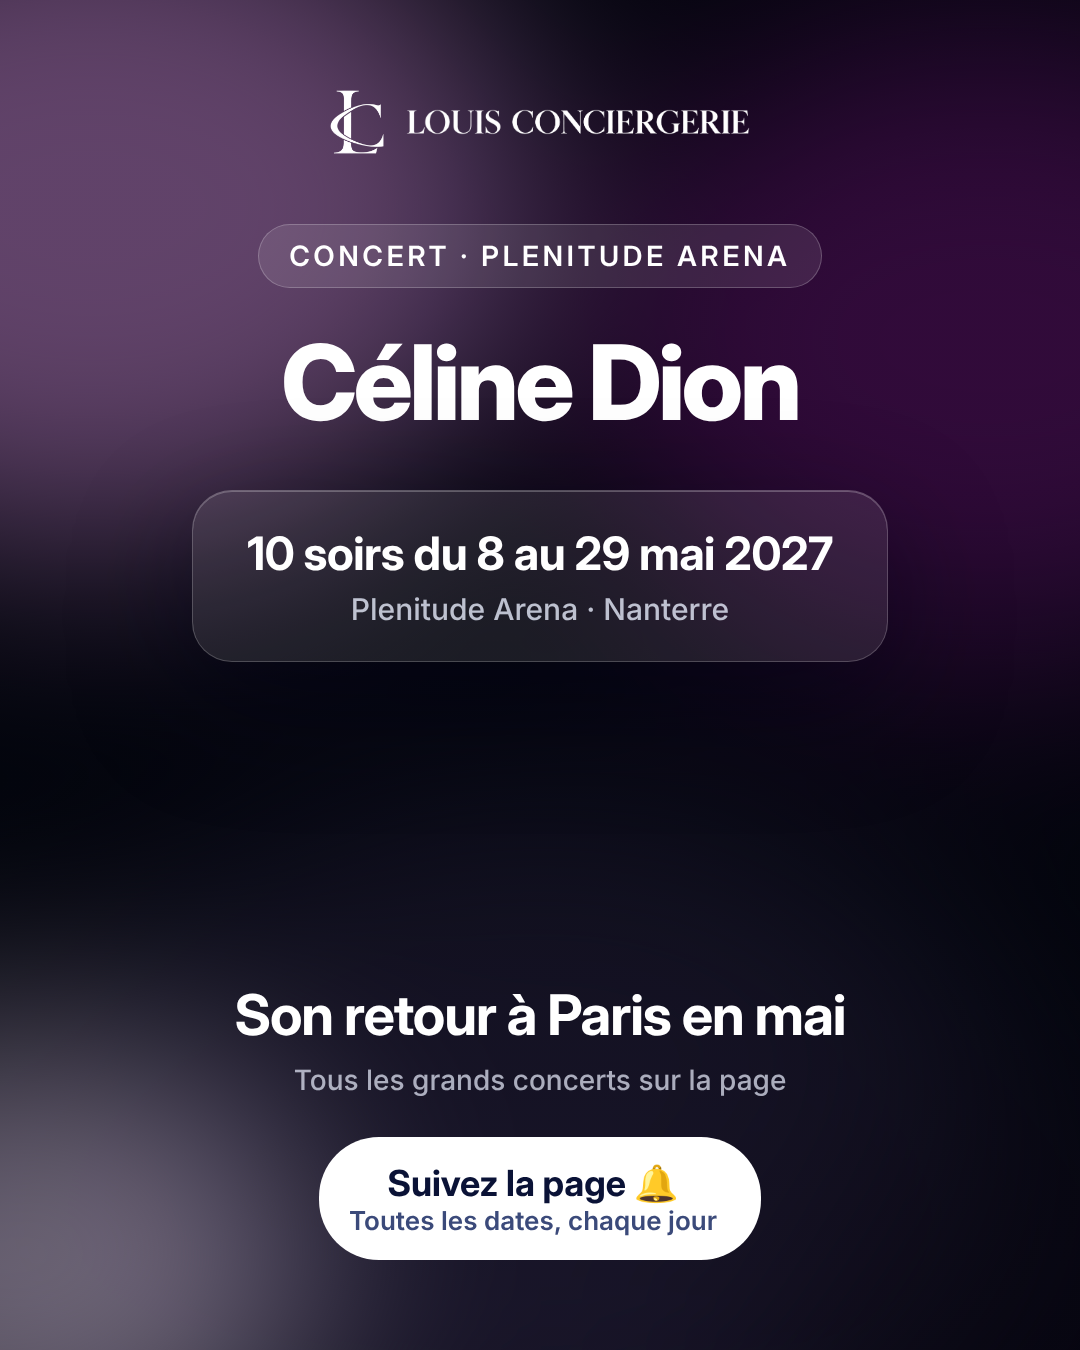 LC LOUIS CONCIERGERIE
CONCERT · PLENITUDE ARENA
Céline Dion
10 soirs du 8 au 29 mai 2027
Plenitude Arena · Nanterre
Son retour à Paris en mai
Tous les grands concerts sur la page
Suivez la page 🔔
Toutes les dates, chaque jour